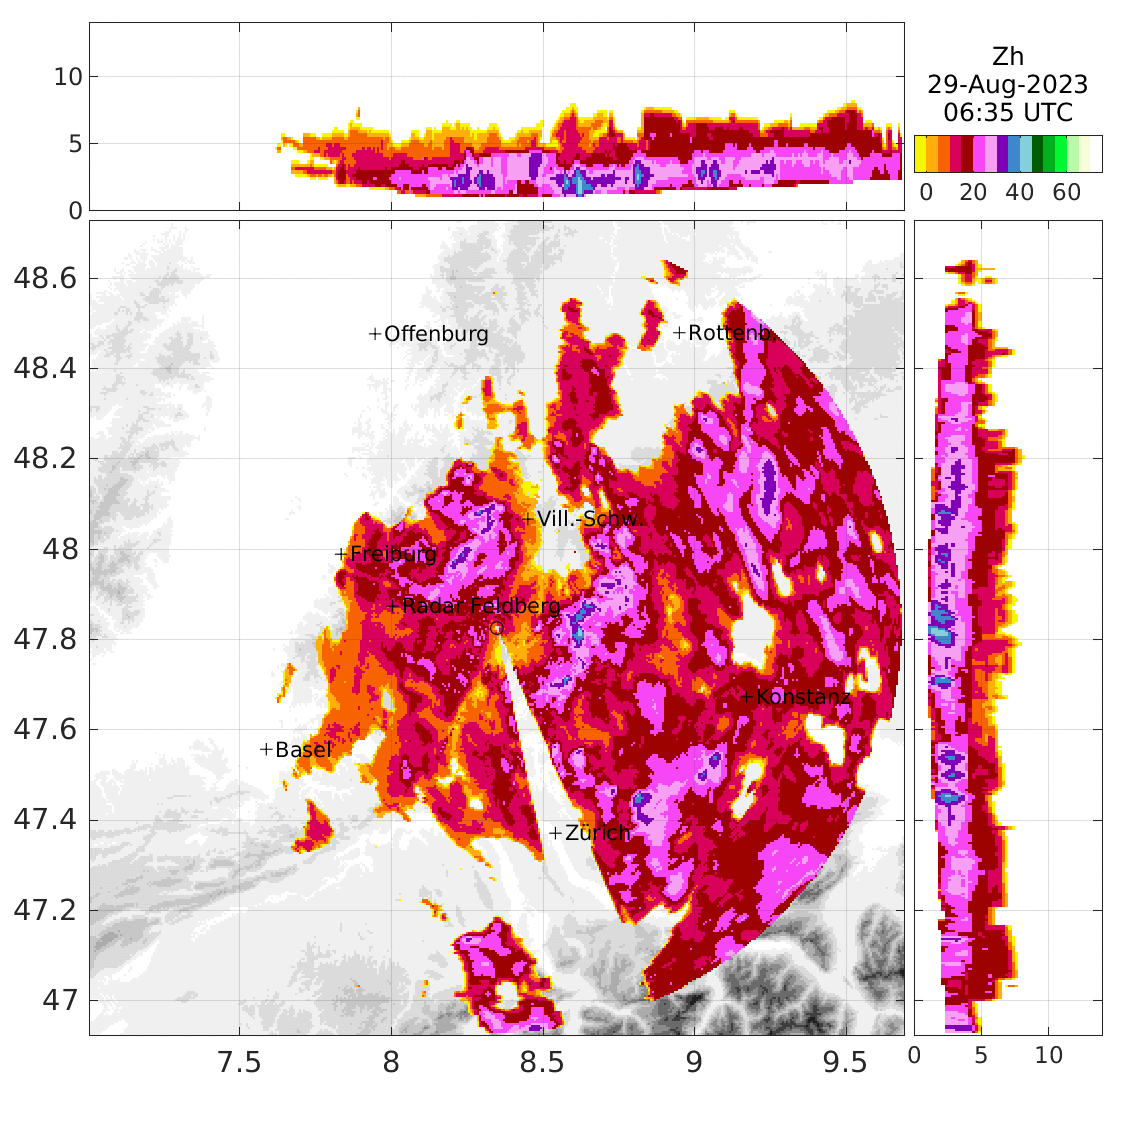 Zh
29-Aug-2023
06:35 UTC
0 20 40 60
10
5
0
48.6
48.4
48.2
48
47.8
47.6
47.4
47.2
47
+Offenburg
+Rottenb,
+Vill.-Schw.
+Freiburg
+Radar Feldberg
+Konstanz
+Basel
+Zürich
7.5 8 8.5 9 9.5
0 5 10